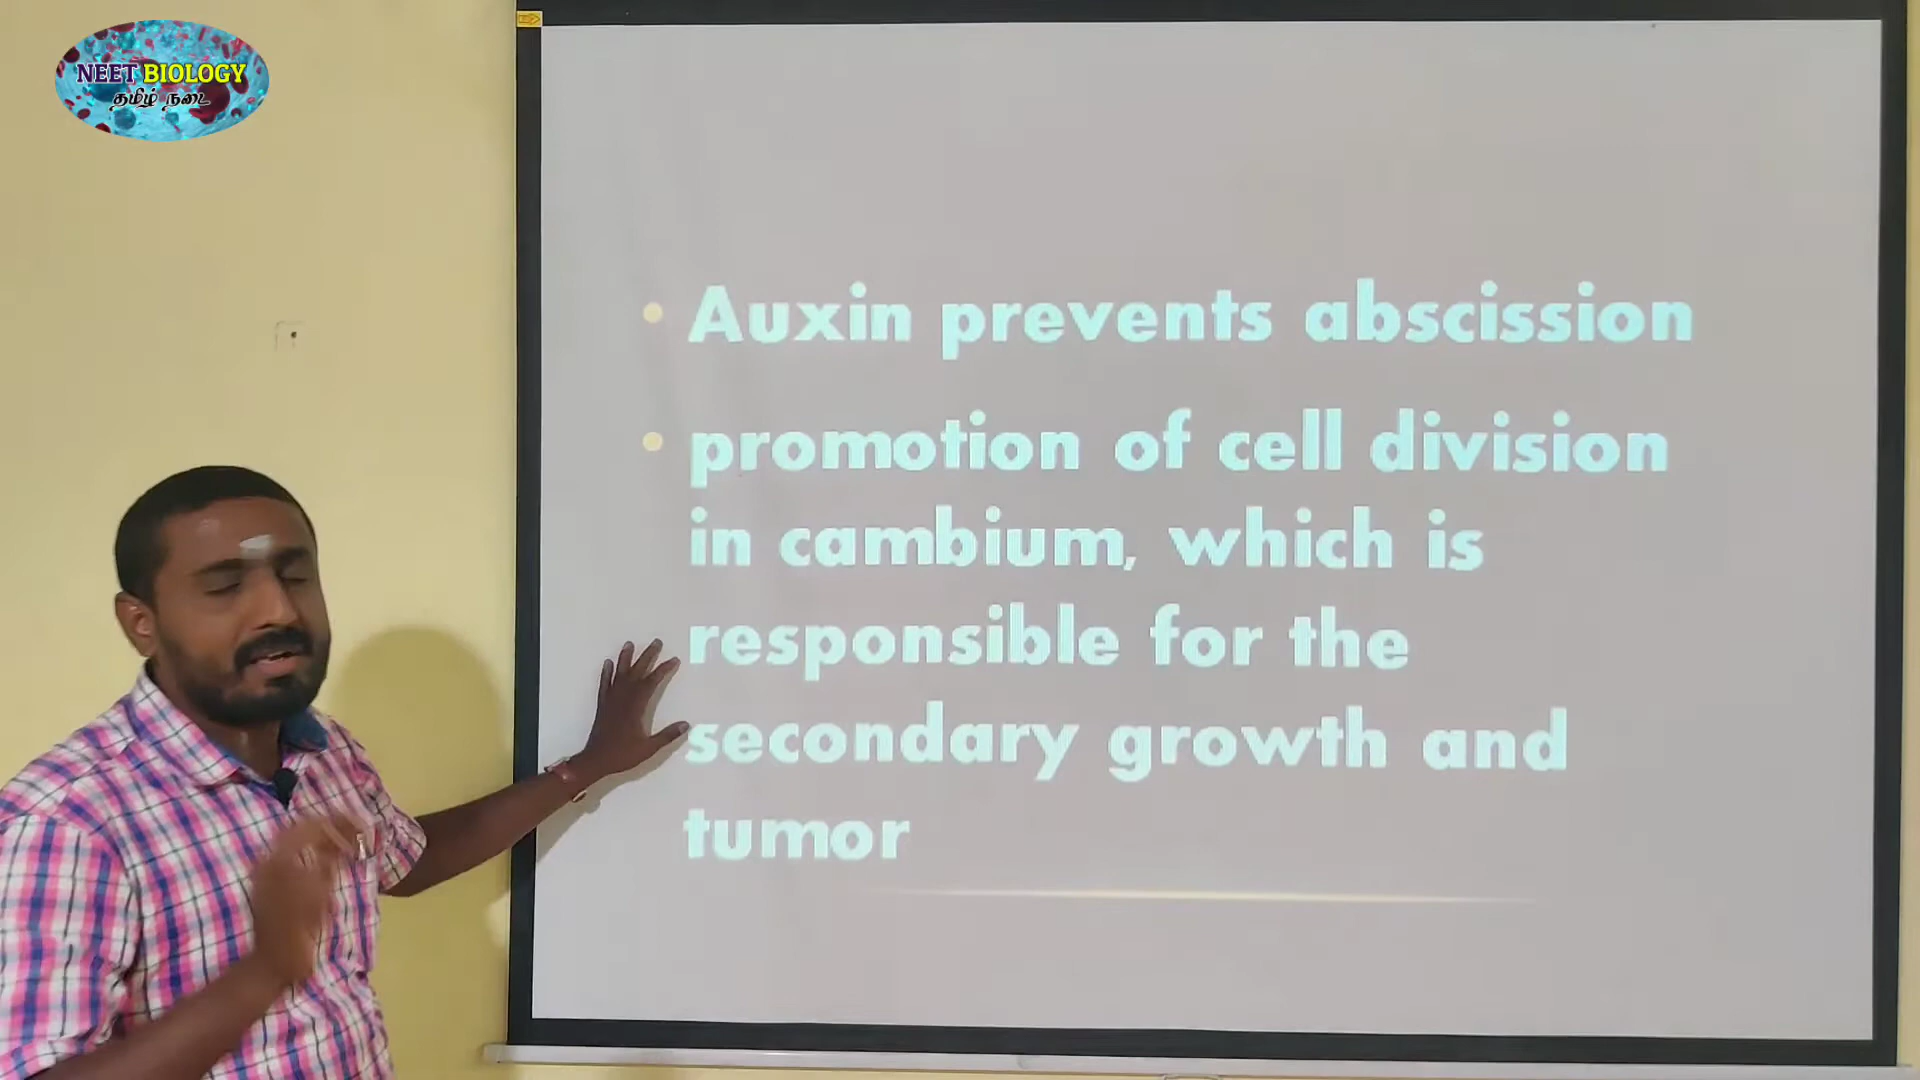 NEET BIOLOGY
தமிழ் நடை
• Auxin prevents abscission
• promotion of cell division
in cambium, which is
responsible for the
secondary growth and
tumor